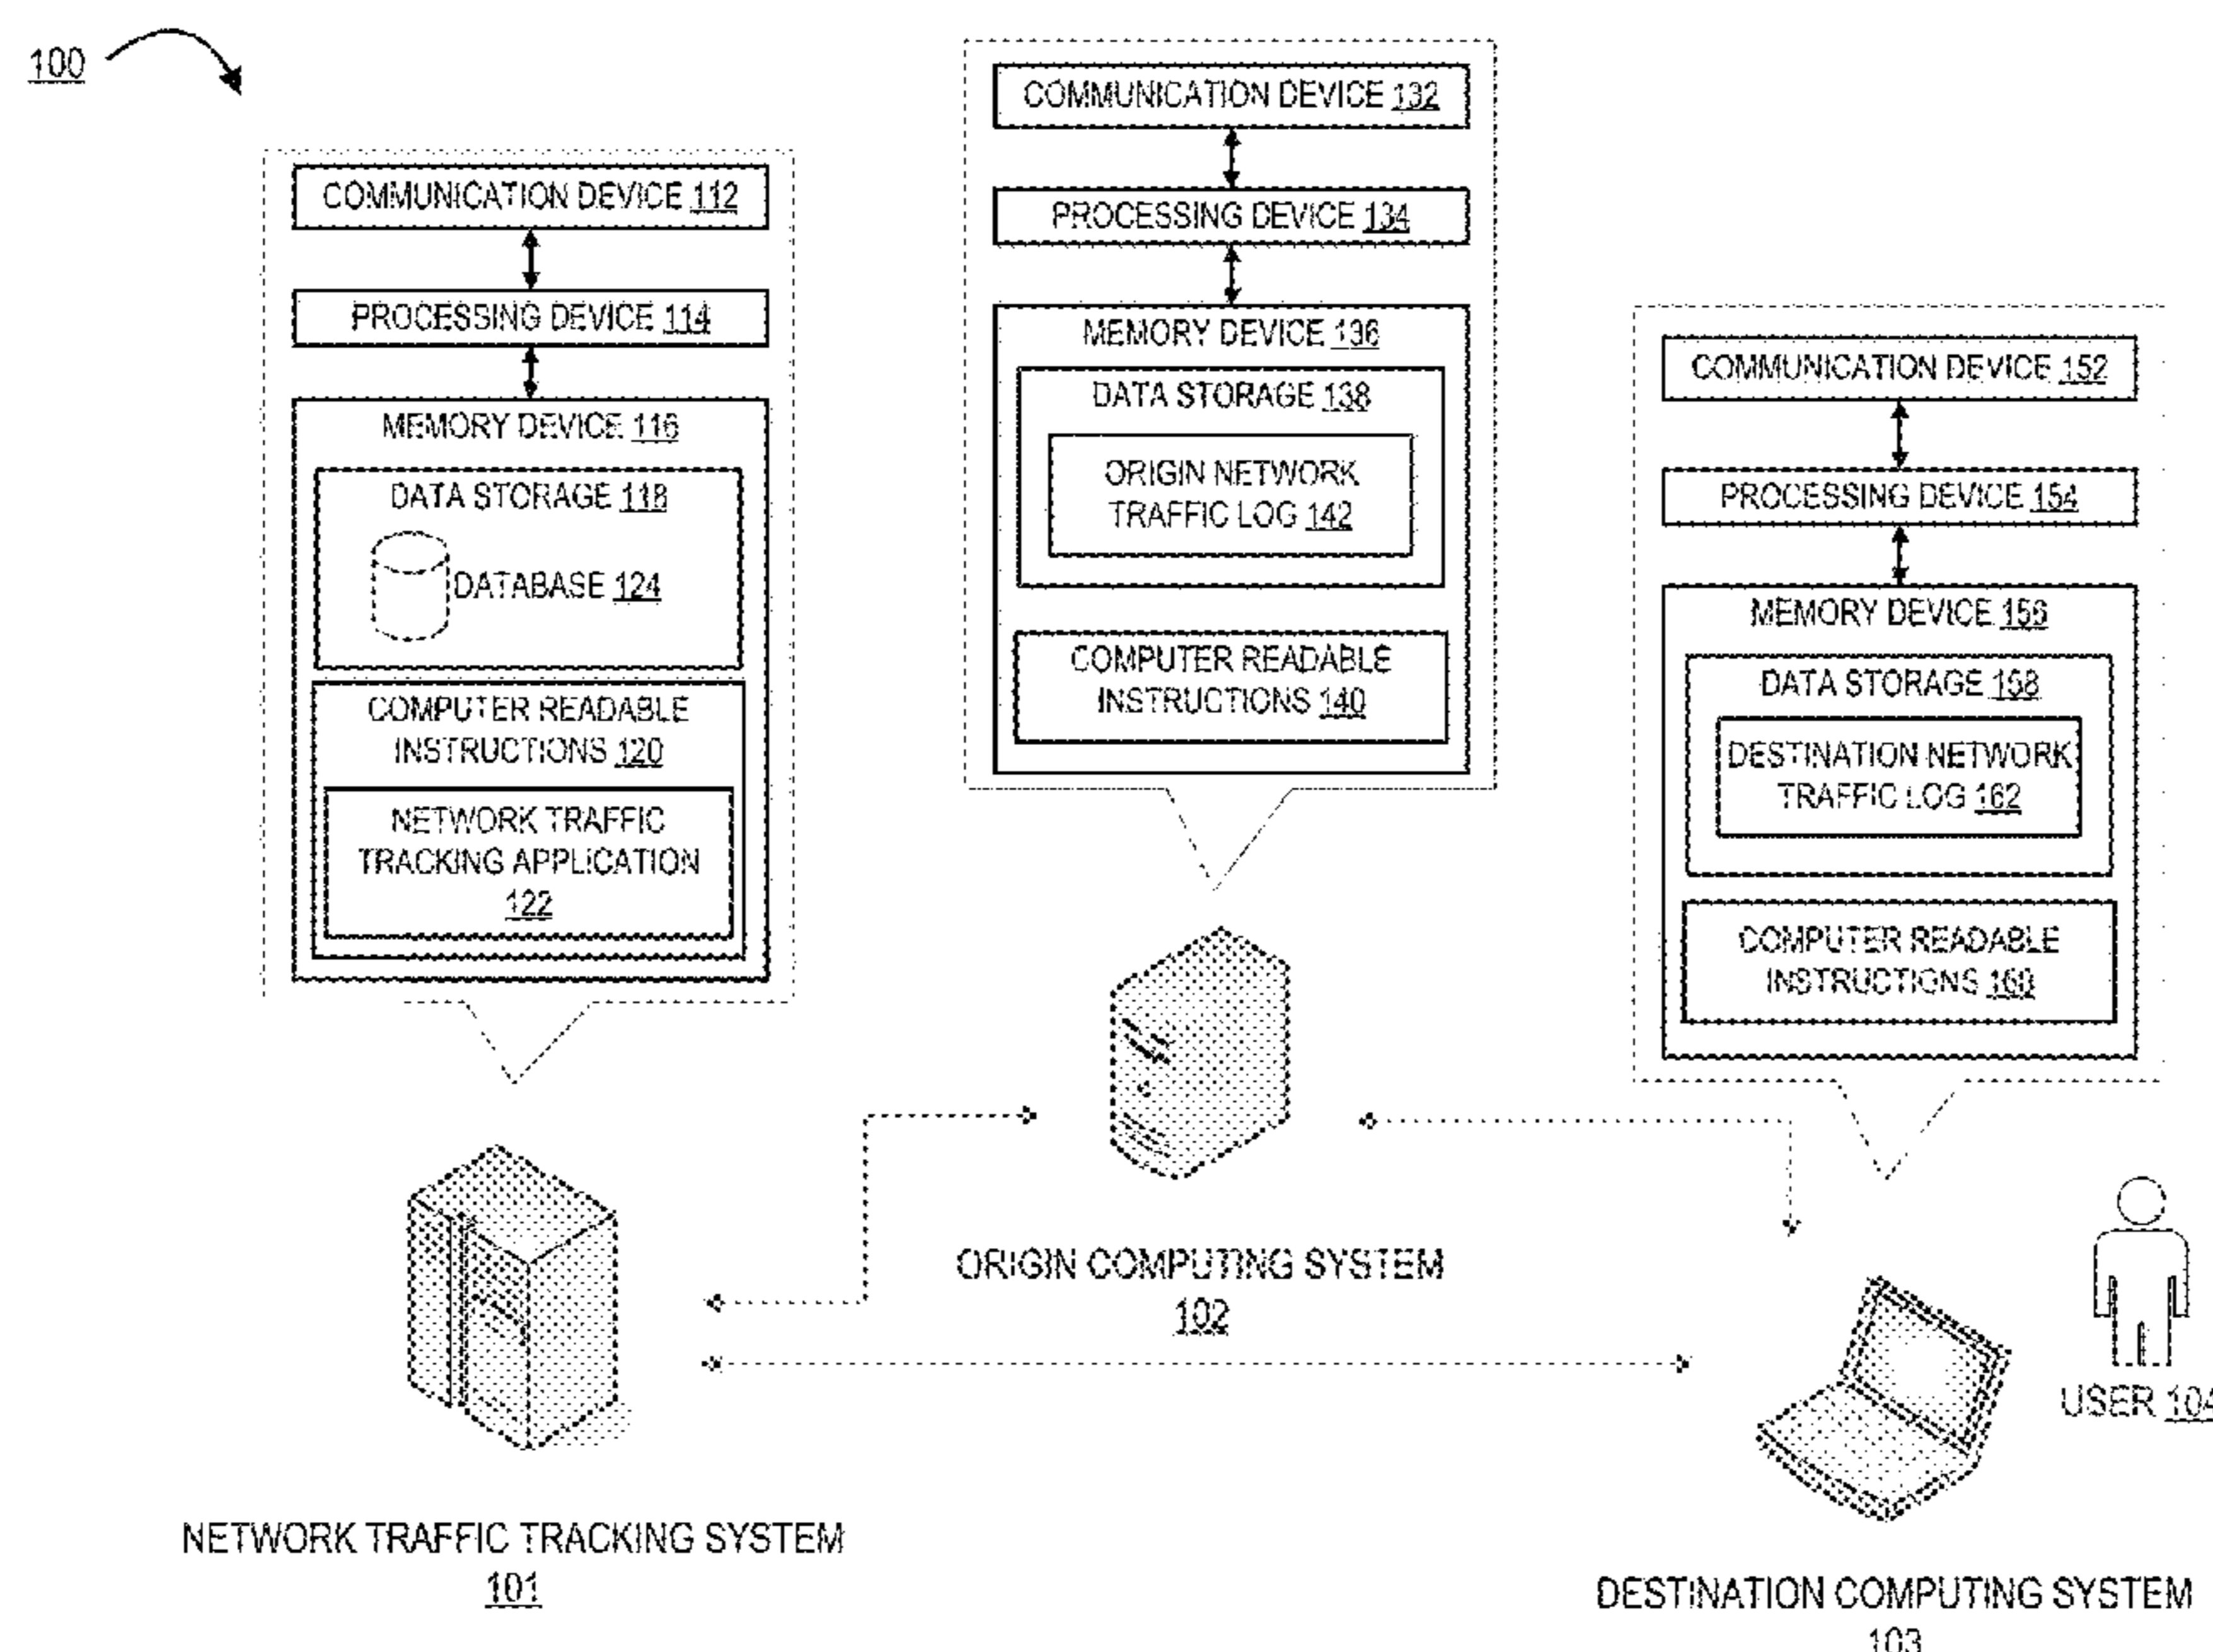 100
COMMUNICATION DEVICE 112
PROCESSING DEVICE 114
MEMORY DEVICE 116
DATA STORAGE 118
DATABASE 124
COMPUTER READABLE
INSTRUCTIONS 120
NETWORK TRAFFIC
TRACKING APPLICATION
122
NETWORK TRAFFIC TRACKING SYSTEM
101
COMMUNICATION DEVICE 132
PROCESSING DEVICE 134
MEMORY DEVICE 136
DATA STORAGE 138
ORIGIN NETWORK
TRAFFIC LOG 142
COMPUTER READABLE
INSTRUCTIONS 140
ORIGIN COMPUTING SYSTEM
102
COMMUNICATION DEVICE 152
PROCESSING DEVICE 154
MEMORY DEVICE 156
DATA STORAGE 158
DESTINATION NETWORK
TRAFFIC LOG 162
COMPUTER READABLE
INSTRUCTIONS 160
USER 104
DESTINATION COMPUTING SYSTEM
103